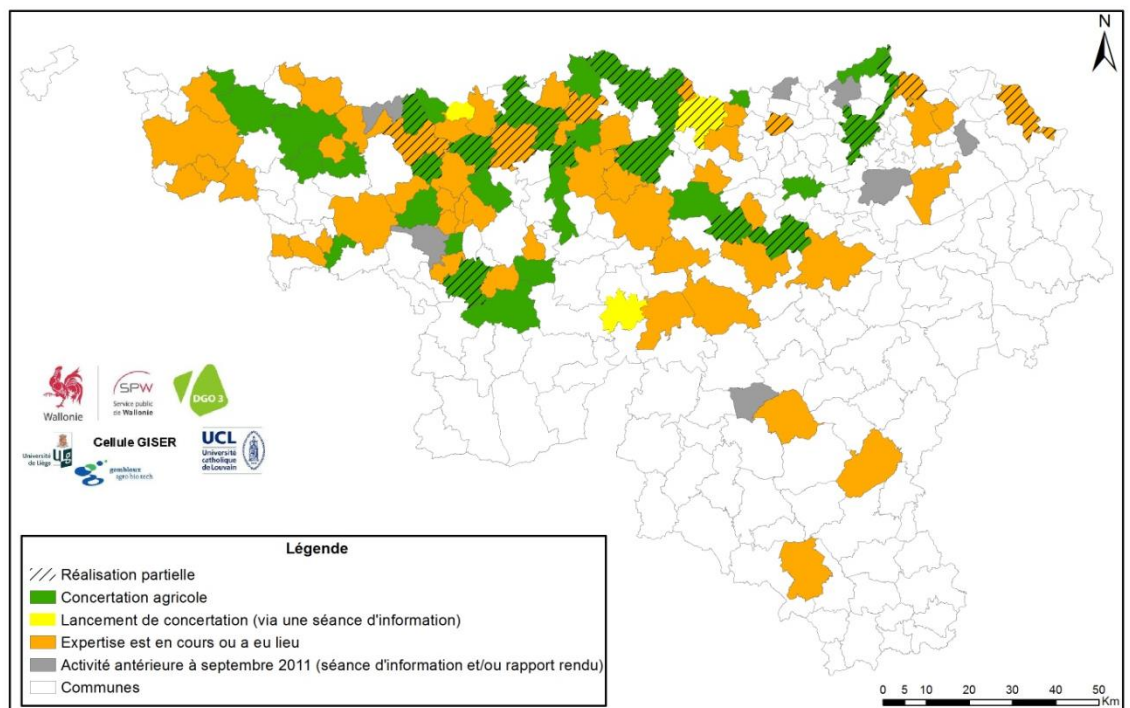 N
Wallonie
SPW
Service public
de Wallonie
DGO 3
Cellule GISER
Université
de Liège
gembloux
agro bio tech
UCL
Université
catholique
de Louvain
Légende
Réalisation partielle
Concertation agricole
Lancement de concertation (via une séance d'information)
Expertise est en cours ou a eu lieu
Activité antérieure à septembre 2011 (séance d'information et/ou rapport rendu)
Communes
0 5 10 20 30 40 50
Km